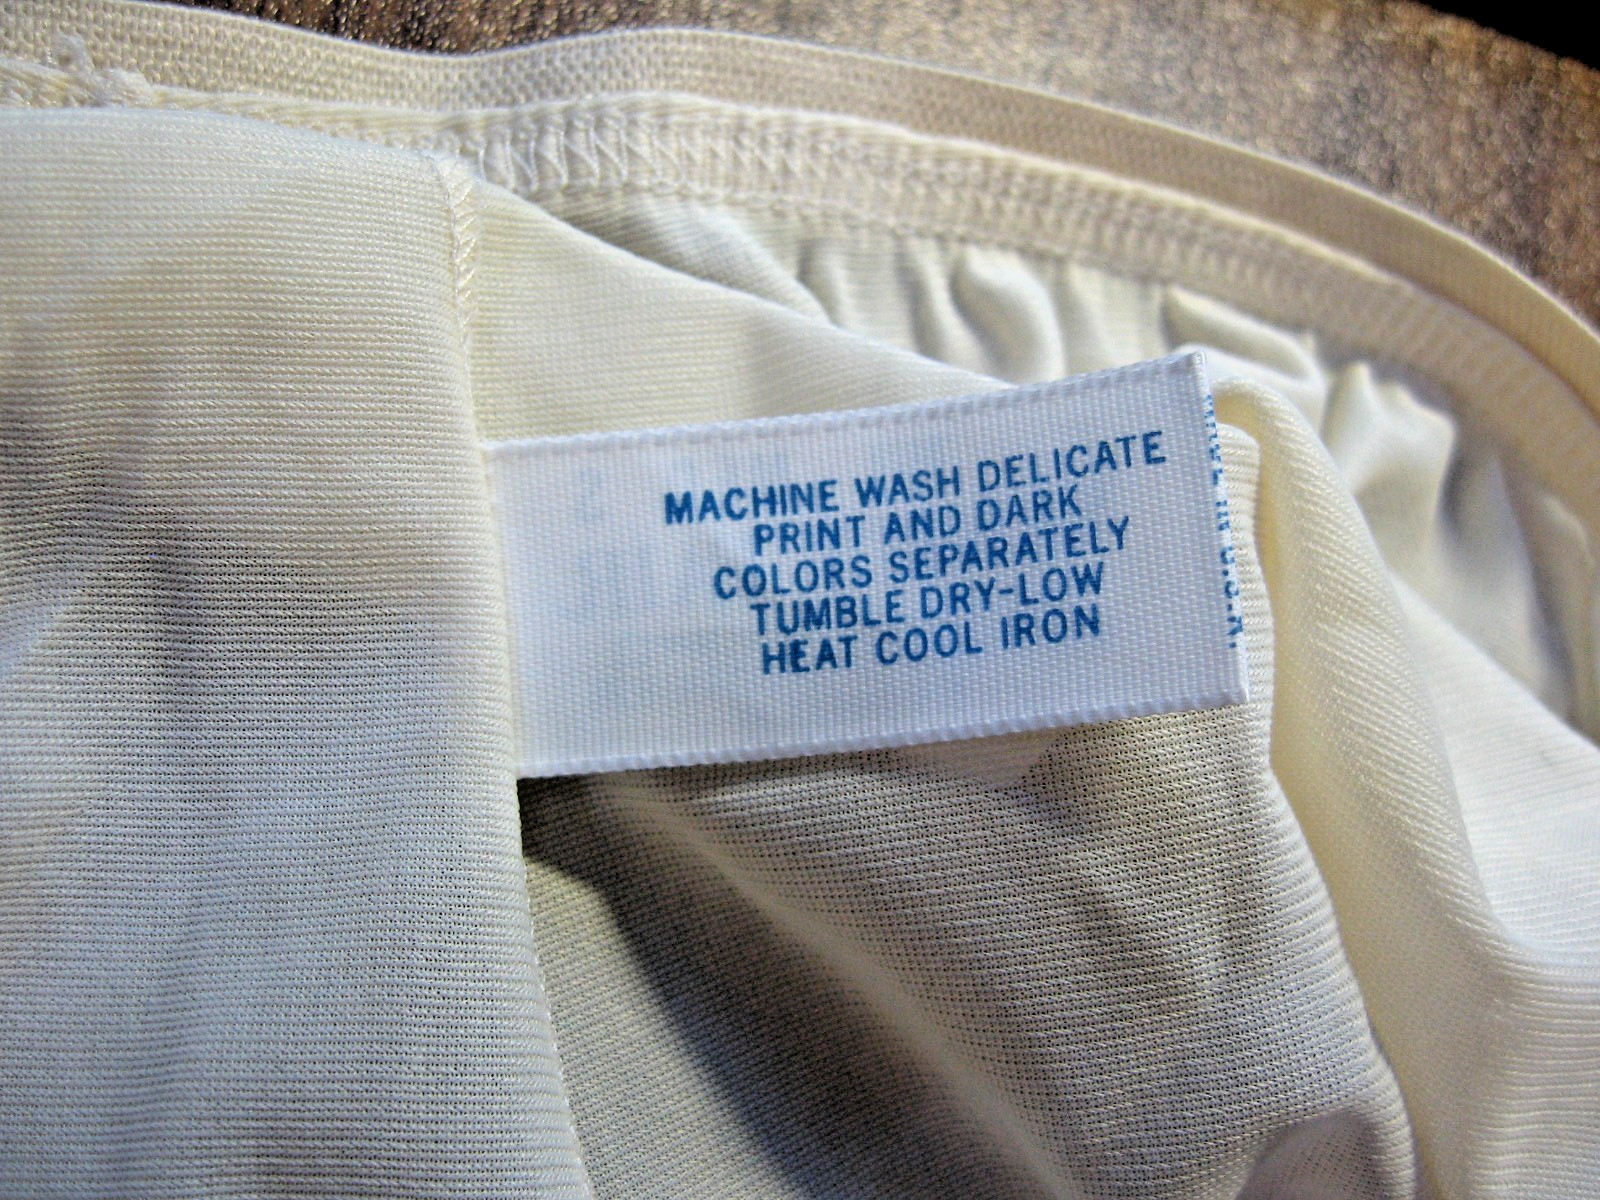 MACHINE WASH DELICATE
PRINT AND DARK
COLORS SEPARATELY
TUMBLE DRY-LOW
HEAT COOL IRON